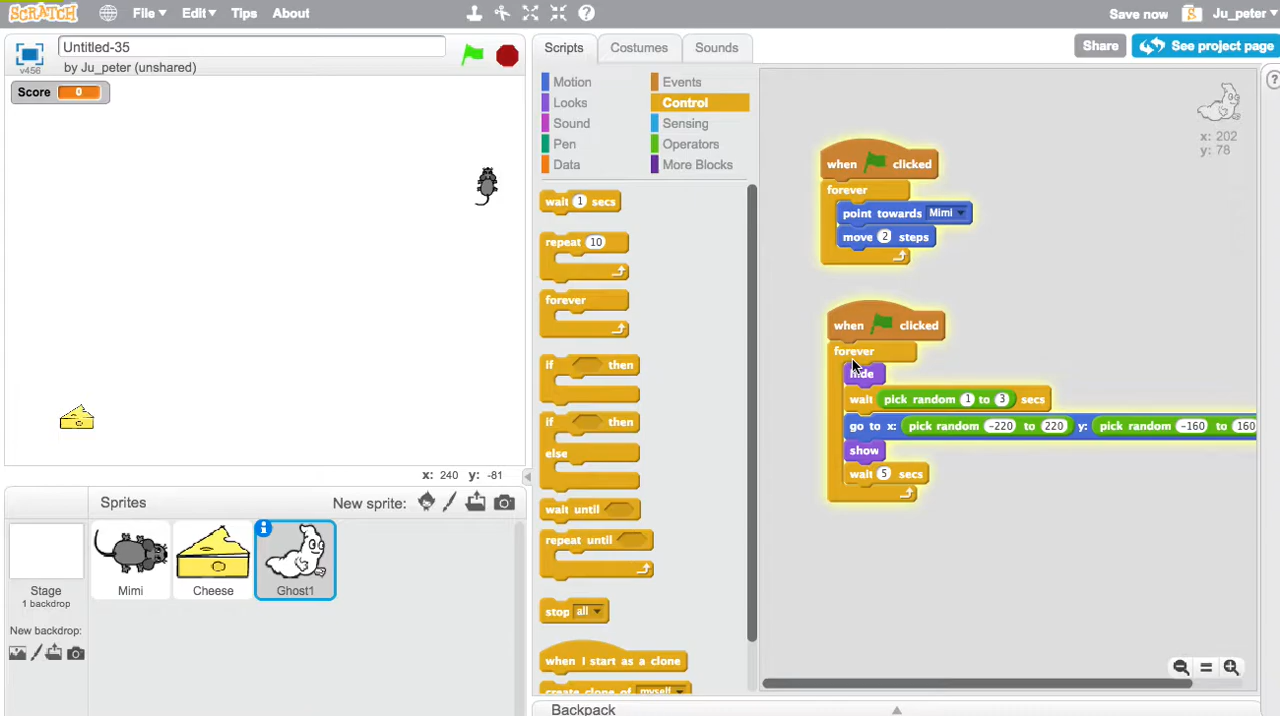 SCRATCH File Edit Tips About Save now Ju_peter
Untitled-35
by Ju_peter (unshared)
v456
Score 0
x: 240 y: -81
Sprites New sprite:
Stage
1 backdrop
New backdrop:
Mimi
Cheese
Ghost1
Scripts Costumes Sounds
Share See project page
Motion Events
Looks Control
Sound Sensing
Pen Operators
Data More Blocks
wait 1 secs
repeat 10
forever
if then
if then
else
wait until
repeat until
stop all
when I start as a clone
create clone of myself
x: 202
y: 78
when clicked
forever
point towards Mimi
move 2 steps
when clicked
forever
hide
wait pick random 1 to 3 secs
go to x: pick random -220 to 220 y: pick random -160 to 160
show
wait 5 secs
Backpack